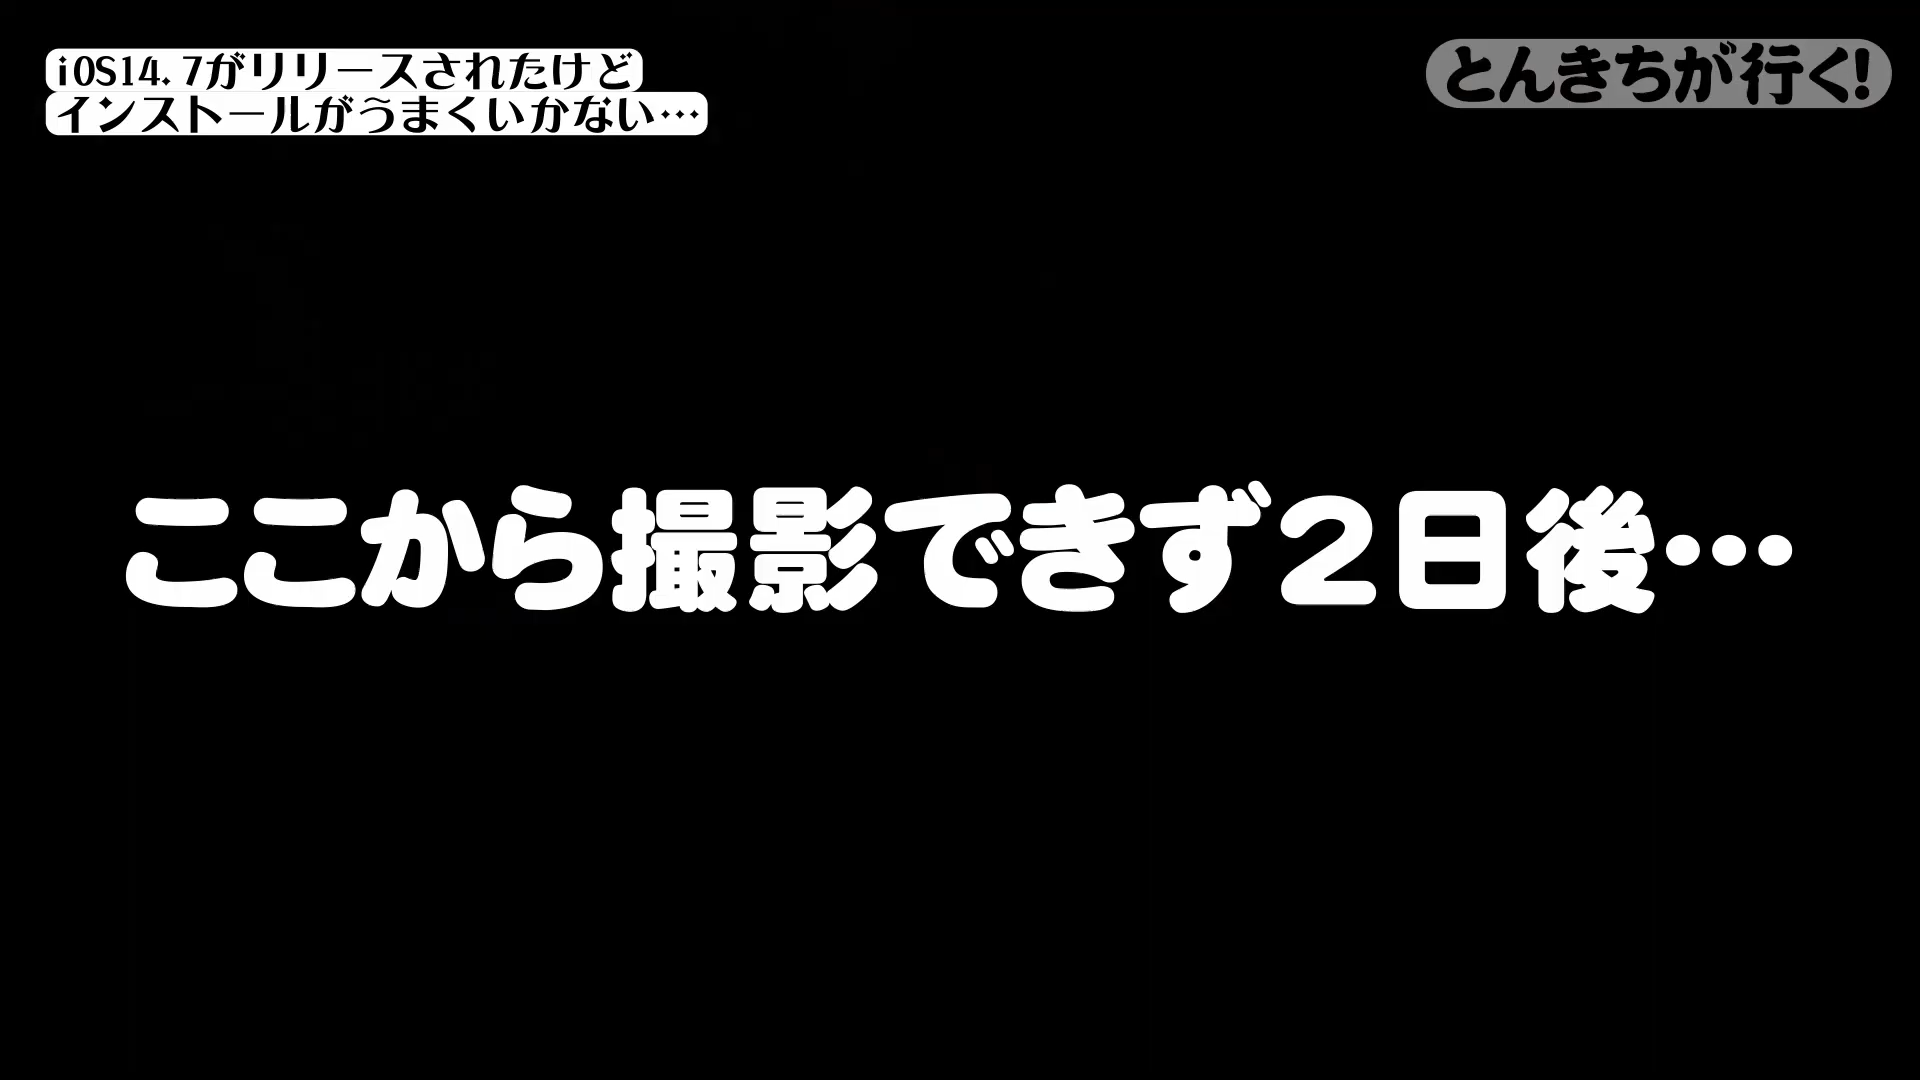 iOS14.7がリリースされたけど
インストールがうまくいかない…
とんきちが行く!
ここから撮影できず2日後…